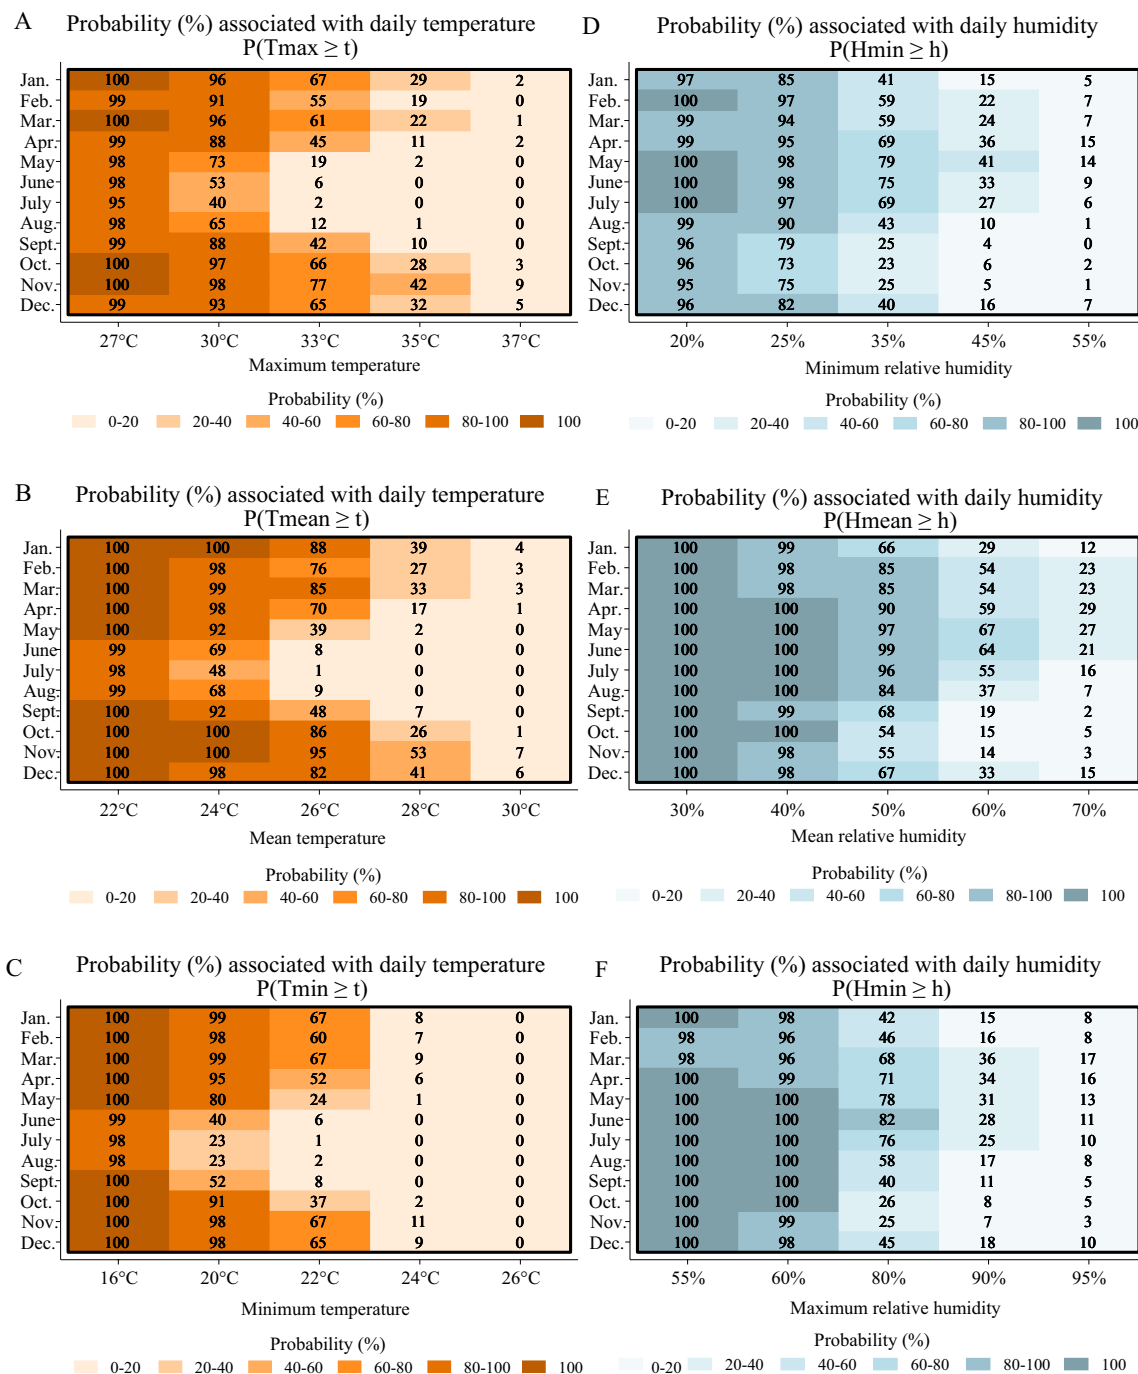 A
Probability (%) associated with daily temperature
P(Tmax ≥ t)
Jan. 100 96 67 29 2
Feb. 99 91 55 19 0
Mar. 100 96 61 22 1
Apr. 99 88 45 11 2
May 98 73 19 2 0
June 98 53 6 0 0
July 95 40 2 0 0
Aug. 98 65 12 1 0
Sept. 99 88 42 10 0
Oct. 100 97 66 28 3
Nov. 100 98 77 42 9
Dec. 99 93 65 32 5
27°C 30°C 33°C 35°C 37°C
Maximum temperature
Probability (%)
0-20 20-40 40-60 60-80 80-100 100
D
Probability (%) associated with daily humidity
P(Hmin ≥ h)
Jan. 97 85 41 15 5
Feb. 100 97 59 22 7
Mar. 99 94 59 24 7
Apr. 99 95 69 36 15
May 100 98 79 41 14
June 100 98 75 33 9
July 100 97 69 27 6
Aug. 99 90 43 10 1
Sept. 96 79 25 4 0
Oct. 96 73 23 6 2
Nov. 95 75 25 5 1
Dec. 96 82 40 16 7
20% 25% 35% 45% 55%
Minimum relative humidity
Probability (%)
0-20 20-40 40-60 60-80 80-100 100
B
Probability (%) associated with daily temperature
P(Tmean ≥ t)
Jan. 100 100 88 39 4
Feb. 100 98 76 27 3
Mar. 100 99 85 33 3
Apr. 100 98 70 17 1
May 100 92 39 2 0
June 99 69 8 0 0
July 98 48 1 0 0
Aug. 99 68 9 0 0
Sept. 100 92 48 7 0
Oct. 100 100 86 26 1
Nov. 100 100 95 53 7
Dec. 100 98 82 41 6
22°C 24°C 26°C 28°C 30°C
Mean temperature
Probability (%)
0-20 20-40 40-60 60-80 80-100 100
E
Probability (%) associated with daily humidity
P(Hmean ≥ h)
Jan. 100 99 66 29 12
Feb. 100 98 85 54 23
Mar. 100 98 85 54 23
Apr. 100 100 90 59 29
May 100 100 97 67 27
June 100 100 99 64 21
July 100 100 96 55 16
Aug. 100 100 84 37 7
Sept. 100 99 68 19 2
Oct. 100 100 54 15 5
Nov. 100 98 55 14 3
Dec. 100 98 67 33 15
30% 40% 50% 60% 70%
Mean relative humidity
Probability (%)
0-20 20-40 40-60 60-80 80-100 100
C
Probability (%) associated with daily temperature
P(Tmin ≥ t)
Jan. 100 99 67 8 0
Feb. 100 98 60 7 0
Mar. 100 99 67 9 0
Apr. 100 95 52 6 0
May 100 80 24 1 0
June 99 40 6 0 0
July 98 23 1 0 0
Aug. 98 23 2 0 0
Sept. 100 52 8 0 0
Oct. 100 91 37 2 0
Nov. 100 98 67 11 0
Dec. 100 98 65 9 0
16°C 20°C 22°C 24°C 26°C
Minimum temperature
Probability (%)
0-20 20-40 40-60 60-80 80-100 100
F
Probability (%) associated with daily humidity
P(Hmin ≥ h)
Jan. 100 98 42 15 8
Feb. 98 96 46 16 8
Mar. 98 96 68 36 17
Apr. 100 99 71 34 16
May 100 100 78 31 13
June 100 100 82 28 11
July 100 100 76 25 10
Aug. 100 100 58 17 8
Sept. 100 100 40 11 5
Oct. 100 100 26 8 5
Nov. 100 99 25 7 3
Dec. 100 98 45 18 10
55% 60% 80% 90% 95%
Maximum relative humidity
Probability (%)
0-20 20-40 40-60 60-80 80-100 100